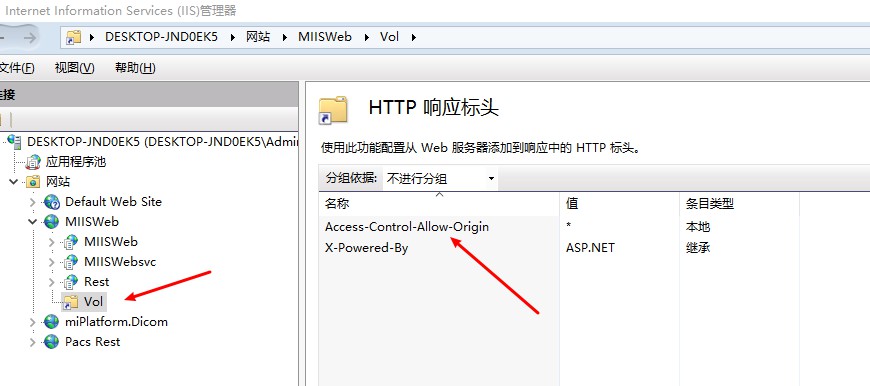 Internet Information Services (IIS)管理器
DESKTOP-JND0EK5 网站 MIISWeb Vol
文件(F) 视图(V) 帮助(H)
连接
DESKTOP-JND0EK5 (DESKTOP-JND0EK5\Admin
应用程序池
网站
Default Web Site
MIISWeb
MIISWeb
MIISWebsvc
Rest
Vol
miPlatform.Dicom
Pacs Rest
HTTP 响应标头
使用此功能配置从 Web 服务器添加到响应中的 HTTP 标头。
分组依据: 不进行分组
名称 值 条目类型
Access-Control-Allow-Origin * 本地
X-Powered-By ASP.NET 继承